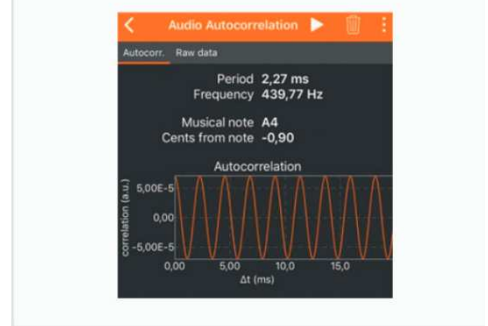 Audio Autocorrelation
Autocorr. Raw data
Period 2,27 ms
Frequency 439,77 Hz
Musical note A4
Cents from note -0,90
Autocorrelation
correlation (a.u.)
5,00E-5
0,00
-5,00E-5
0,00 5,00 10,0 15,0
Δt (ms)